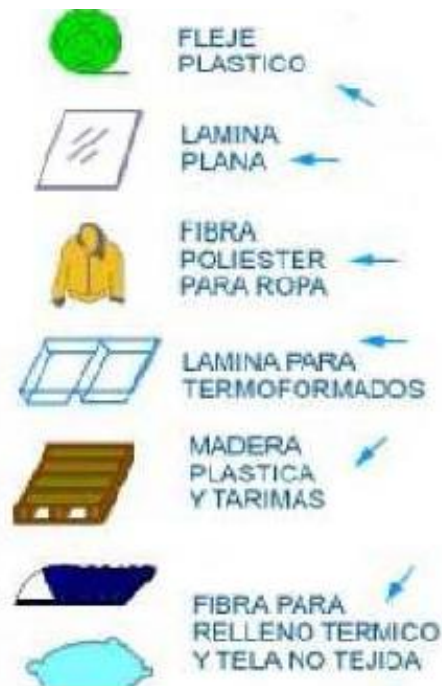 FLEJE
PLASTICO
LAMINA
PLANA
FIBRA
POLIESTER
PARA ROPA
LAMINA PARA
TERMOFORMADOS
MADERA
PLASTICA
Y TARIMAS
FIBRA PARA
RELLENO TERMICO
Y TELA NO TEJIDA